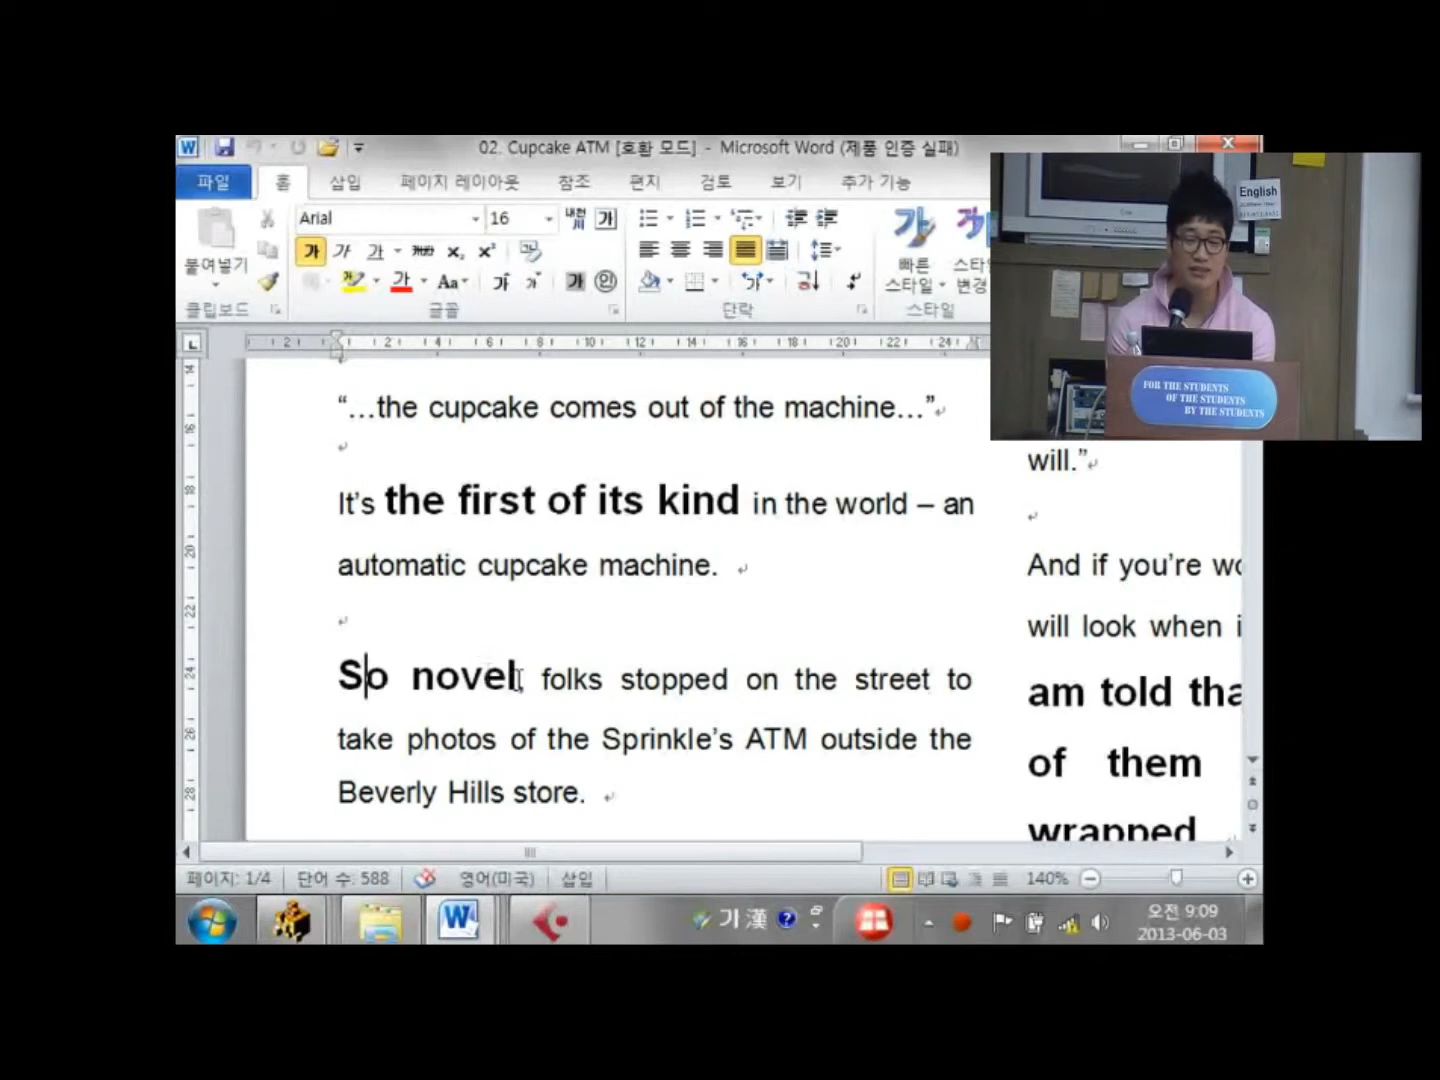 02. Cupcake ATM [호환 모드] - Microsoft Word (제품 인증 실패)
파일 홈 삽입 페이지 레이아웃 참조 편지 검토 보기 추가 기능
붙여넣기
클립보드
Arial 16
글꼴
단락
빠른 스타일
변경
스타일
English
FOR THE STUDENTS
OF THE STUDENTS
BY THE STUDENTS
“…the cupcake comes out of the machine…”
It’s the first of its kind in the world – an
automatic cupcake machine.
So novel, folks stopped on the street to
take photos of the Sprinkle’s ATM outside the
Beverly Hills store.
will.”
And if you’re wo
will look when i
am told tha
of them
wrapped
페이지: 1/4 단어 수: 588 영어(미국) 삽입 140%
가 漢
오전 9:09
2013-06-03